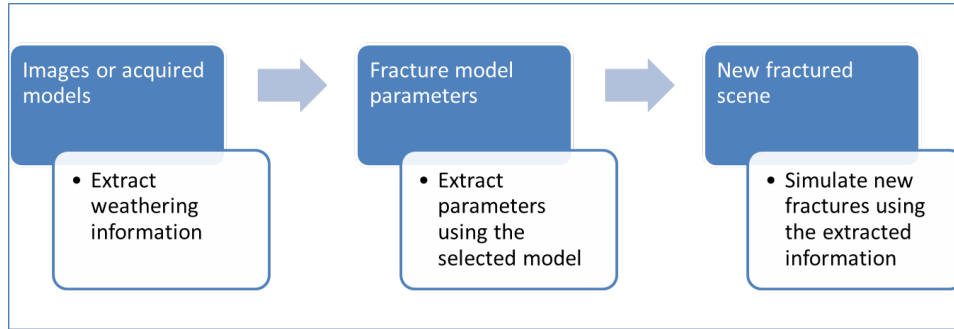 Images or acquired
models
• Extract
weathering
information
Fracture model
parameters
• Extract
parameters
using the
selected model
New fractured
scene
• Simulate new
fractures using
the extracted
information